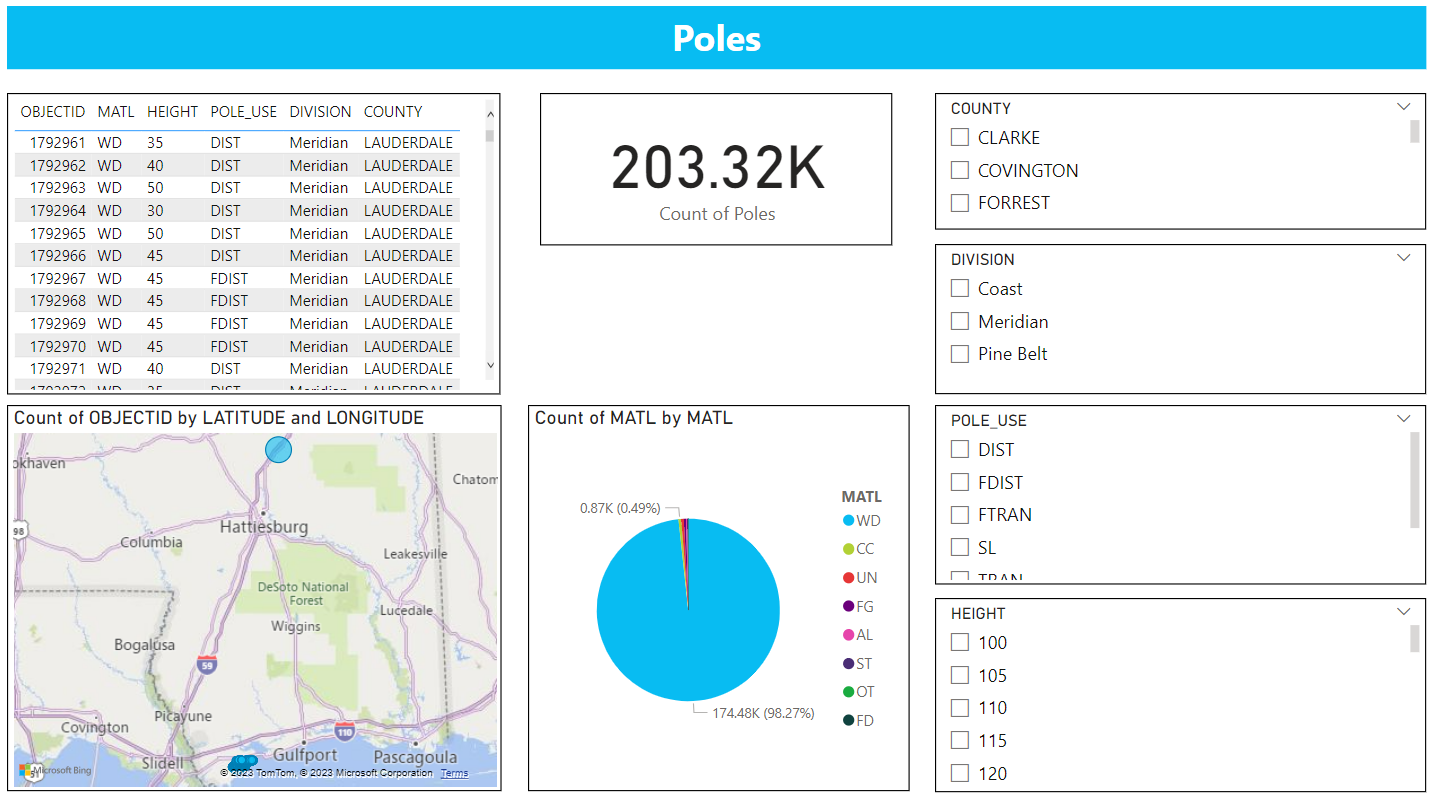 Poles
OBJECTID MATL HEIGHT POLE_USE DIVISION COUNTY
1792961 WD 35 DIST Meridian LAUDERDALE
1792962 WD 40 DIST Meridian LAUDERDALE
1792963 WD 50 DIST Meridian LAUDERDALE
1792964 WD 30 DIST Meridian LAUDERDALE
1792965 WD 50 DIST Meridian LAUDERDALE
1792966 WD 45 DIST Meridian LAUDERDALE
1792967 WD 45 FDIST Meridian LAUDERDALE
1792968 WD 45 FDIST Meridian LAUDERDALE
1792969 WD 45 FDIST Meridian LAUDERDALE
1792970 WD 45 FDIST Meridian LAUDERDALE
1792971 WD 40 DIST Meridian LAUDERDALE
203.32K
Count of Poles
COUNTY
CLARKE
COVINGTON
FORREST
DIVISION
Coast
Meridian
Pine Belt
Count of OBJECTID by LATITUDE and LONGITUDE
okhaven
Chatom
98
Hattiesburg
Columbia
Leakesville
DeSoto National
Forest
Lucedale
Wiggins
Bogalusa
59
Picayune
Covington
110
Gulfport
Pascagoula
Slidell
51
Microsoft Bing
© 2023 TomTom, © 2023 Microsoft Corporation Terms
Count of MATL by MATL
0.87K (0.49%)
174.48K (98.27%)
MATL
WD
CC
UN
FG
AL
ST
OT
FD
POLE_USE
DIST
FDIST
FTRAN
SL
TRAN
HEIGHT
100
105
110
115
120